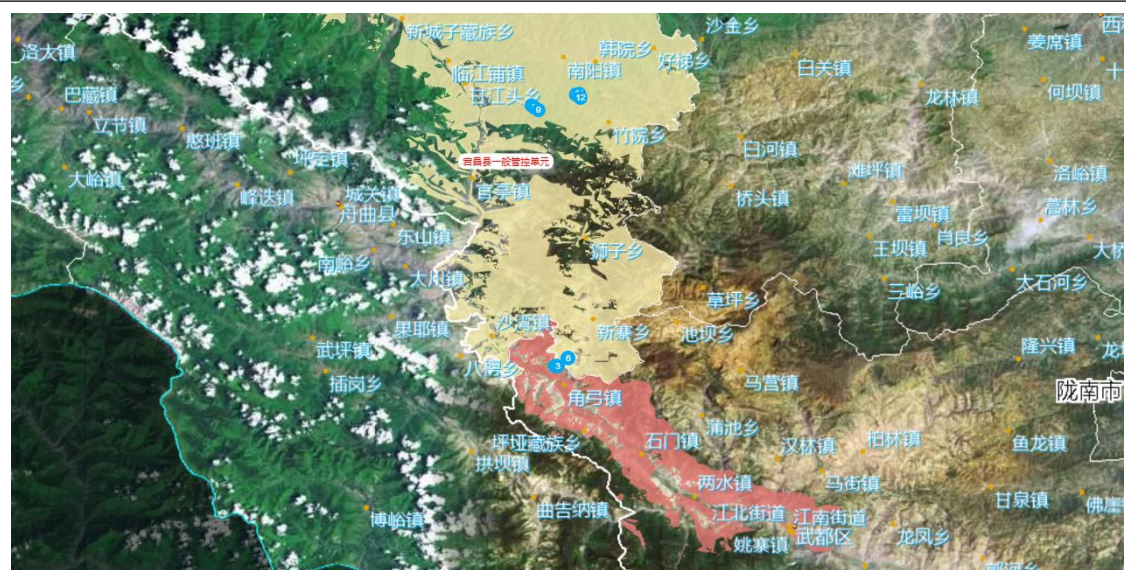 新城子藏族乡
沙金乡
西
洛大镇
韩院乡
好梯乡
姜席镇
临江铺镇
南阳镇
白关镇
十
乡
巴藏镇
甘江头乡
9
12
龙林镇
何坝镇
立节镇
憨班镇
竹院乡
坪定镇
宕昌县一般管控单元
白河镇
大峪镇
滩坪镇
洛峪镇
峰迭镇
城关镇
官亭镇
桥头镇
舟曲县
雷坝镇
蒿林乡
东山镇
狮子乡
王坝镇
肖良乡
大桥
南峪乡
大川镇
三峪乡
太石河乡
草坪乡
果耶镇
沙湾镇
新寨乡
池坝乡
武坪镇
隆兴镇
八楞乡
3
6
插岗乡
马营镇
角弓镇
陇南市
蒲池乡
坪垭藏族乡
石门镇
汉林镇
柏林镇
鱼龙镇
拱坝镇
两水镇
马街镇
曲告纳镇
江北街道
江南街道
甘泉镇
博峪镇
姚寨镇
武都区
龙凤乡